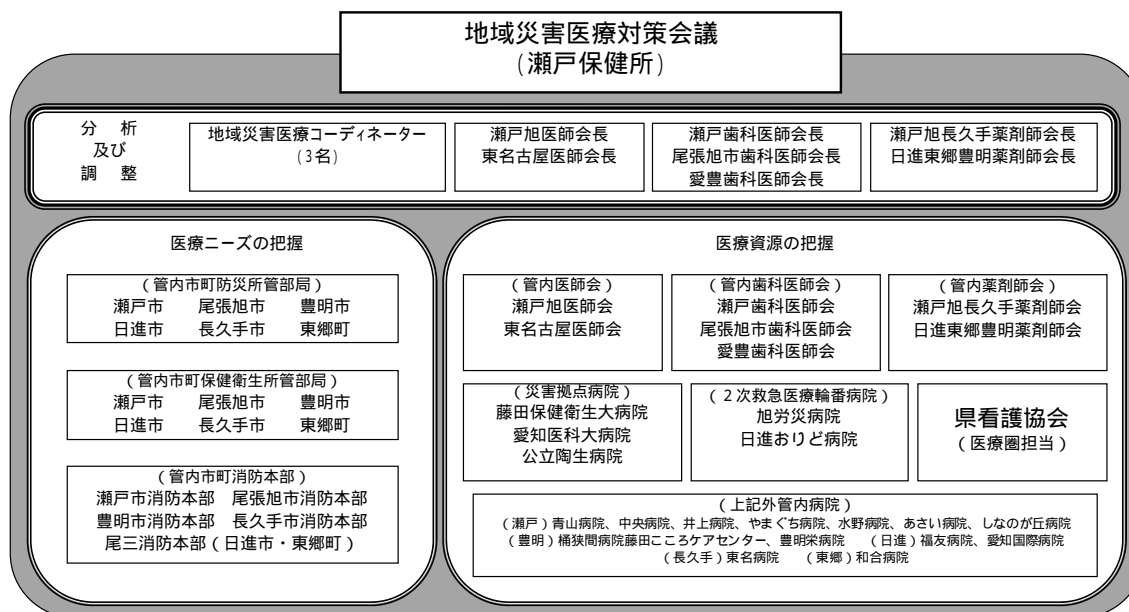 地域災害医療対策会議
(瀬戸保健所)
分 析
及び
調 整
地域災害医療コーディネーター
(3名)
瀬戸旭医師会長
東名古屋医師会長
瀬戸歯科医師会長
尾張旭市歯科医師会長
愛豊歯科医師会長
瀬戸旭長久手薬剤師会長
日進東郷豊明薬剤師会長
医療ニーズの把握
(管内市町防災所管部局)
瀬戸市 尾張旭市 豊明市
日進市 長久手市 東郷町
(管内市町保健衛生所管部局)
瀬戸市 尾張旭市 豊明市
日進市 長久手市 東郷町
(管内市町消防本部)
瀬戸市消防本部 尾張旭市消防本部
豊明市消防本部 長久手市消防本部
尾三消防本部(日進市・東郷町)
医療資源の把握
(管内医師会)
瀬戸旭医師会
東名古屋医師会
(管内歯科医師会)
瀬戸歯科医師会
尾張旭市歯科医師会
愛豊歯科医師会
(管内薬剤師会)
瀬戸旭長久手薬剤師会
日進東郷豊明薬剤師会
(災害拠点病院)
藤田保健衛生大病院
愛知医科大病院
公立陶生病院
(2次救急医療輪番病院)
旭労災病院
日進おりど病院
県看護協会
(医療圏担当)
(上記外管内病院)
(瀬戸)青山病院、中央病院、井上病院、やまぐち病院、水野病院、あさい病院、しなのが丘病院
(豊明)桶狭間病院藤田こころケアセンター、豊明栄病院 (日進)福友病院、愛知国際病院
(長久手)東名病院 (東郷)和合病院